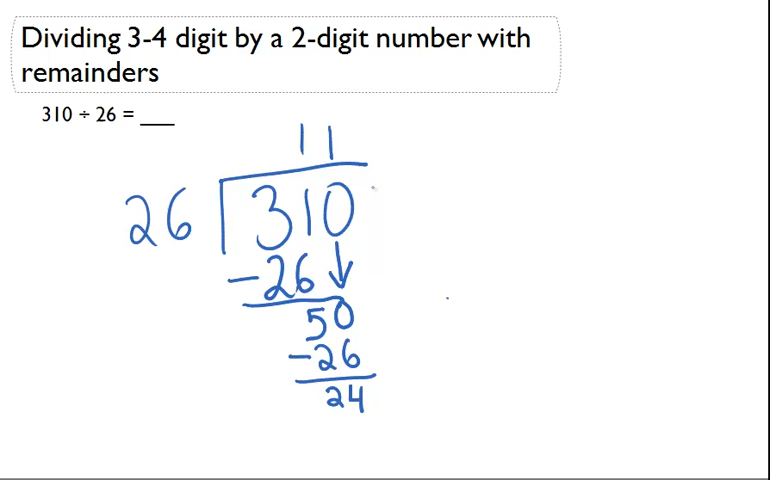 Dividing 3-4 digit by a 2-digit number with
remainders
310 ÷ 26 = ___
11
26 310
-26
50
-26
24